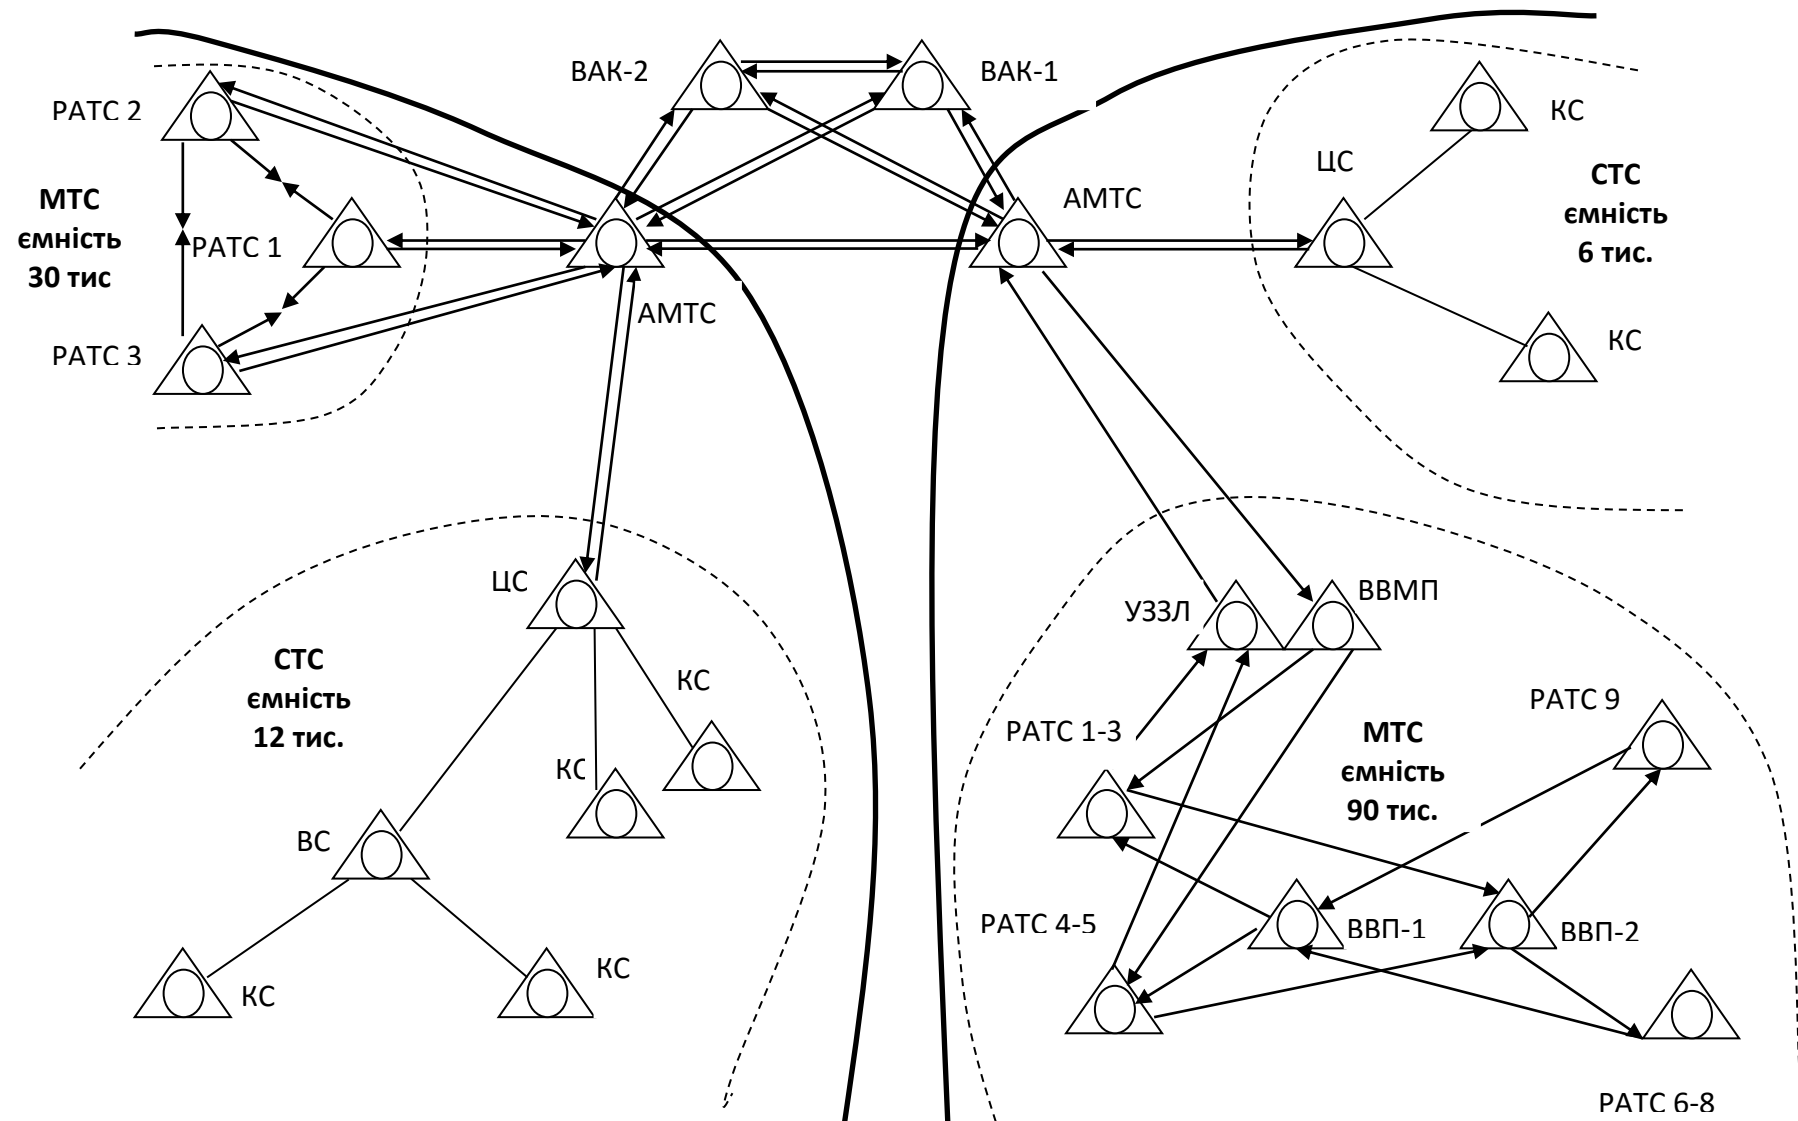 ВАК-2
ВАК-1
РАТС 2
КС
ЦС
МТС
ємність
30 тис
СТС
ємність
6 тис.
АМТС
РАТС 1
АМТС
РАТС 3
КС
ЦС
УЗЗЛ
ВВМП
СТС
ємність
12 тис.
КС
РАТС 9
РАТС 1-3
МТС
ємність
90 тис.
КС
ВС
РАТС 4-5
ВВП-1
ВВП-2
КС
КС
РАТС 6-8